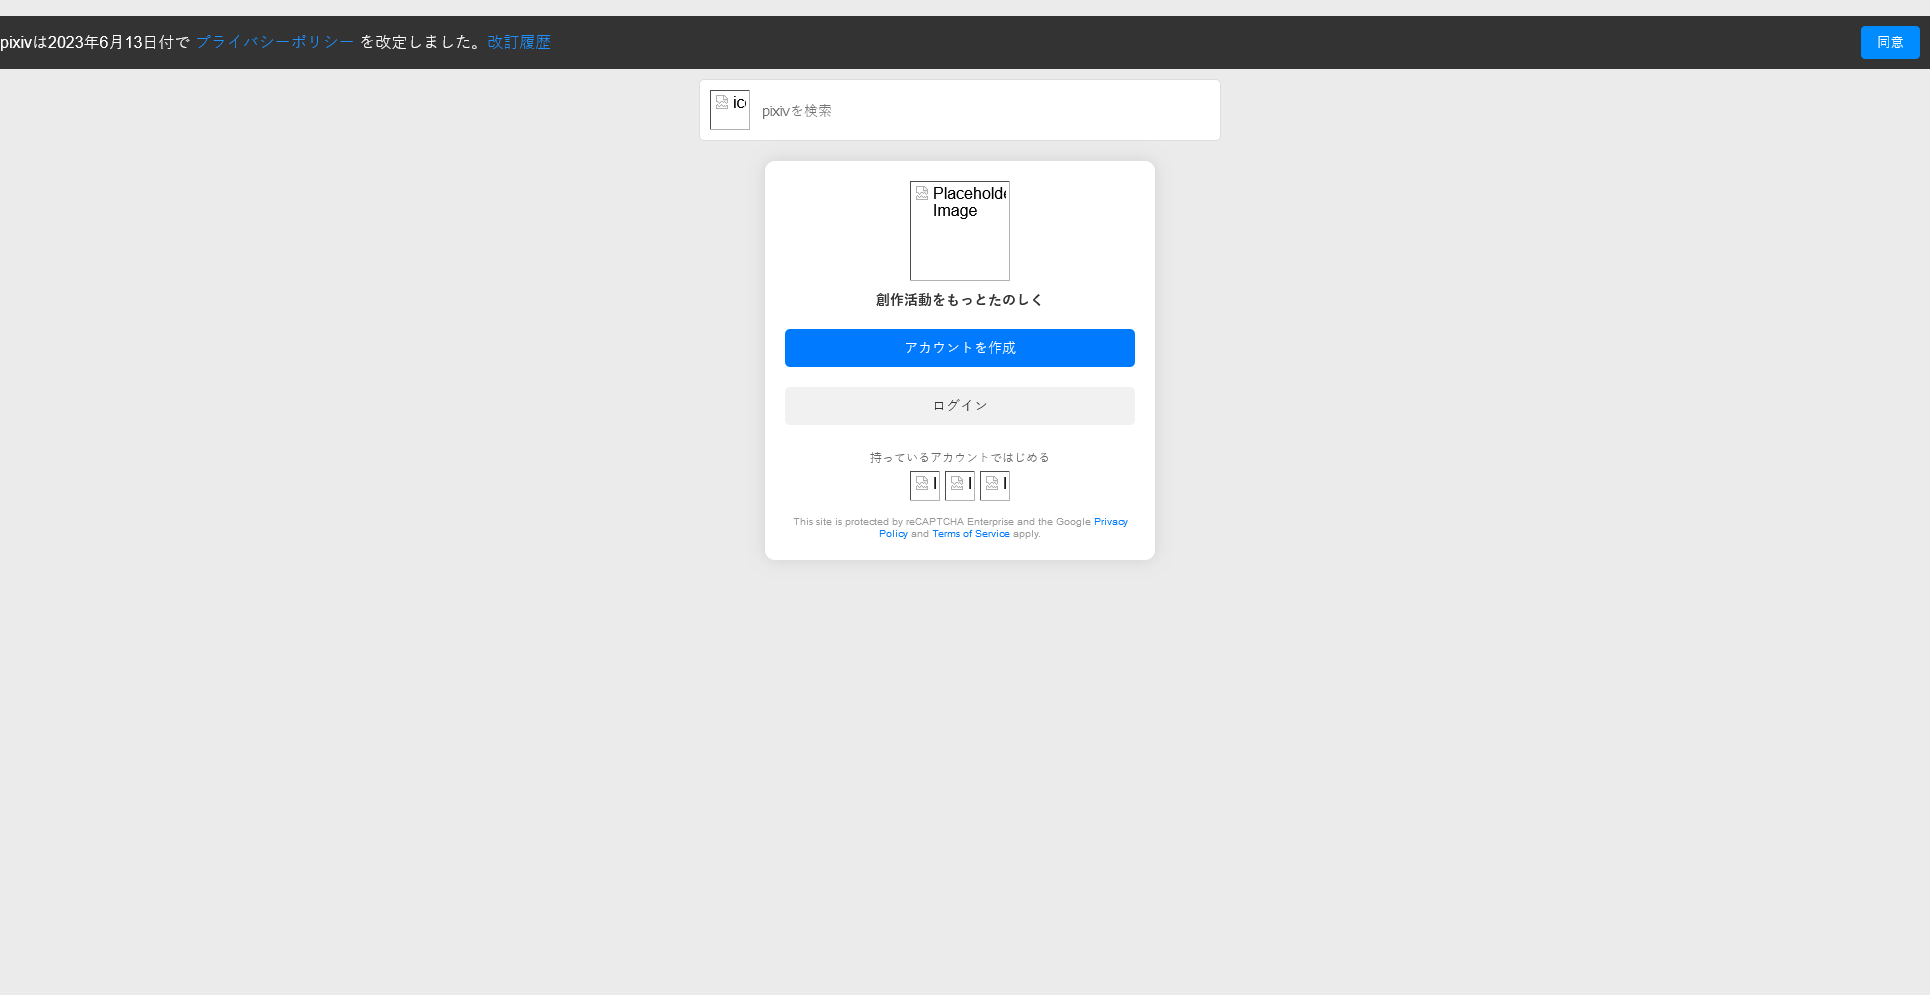 pixivは2023年6月13日付で プライバシーポリシー を改定しました。改訂履歴
同意
pixivを検索
Placeholde
Image
創作活動をもっとたのしく
アカウントを作成
ログイン
持っているアカウントではじめる
This site is protected by reCAPTCHA Enterprise and the Google Privacy
Policy and Terms of Service apply.